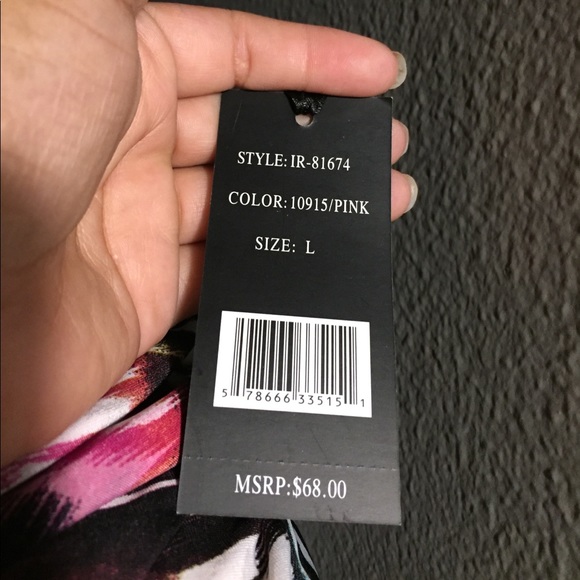 STYLE: IR-81674
COLOR: 10915/PINK
SIZE: L
5 78666 33515 1
MSRP:$68.00